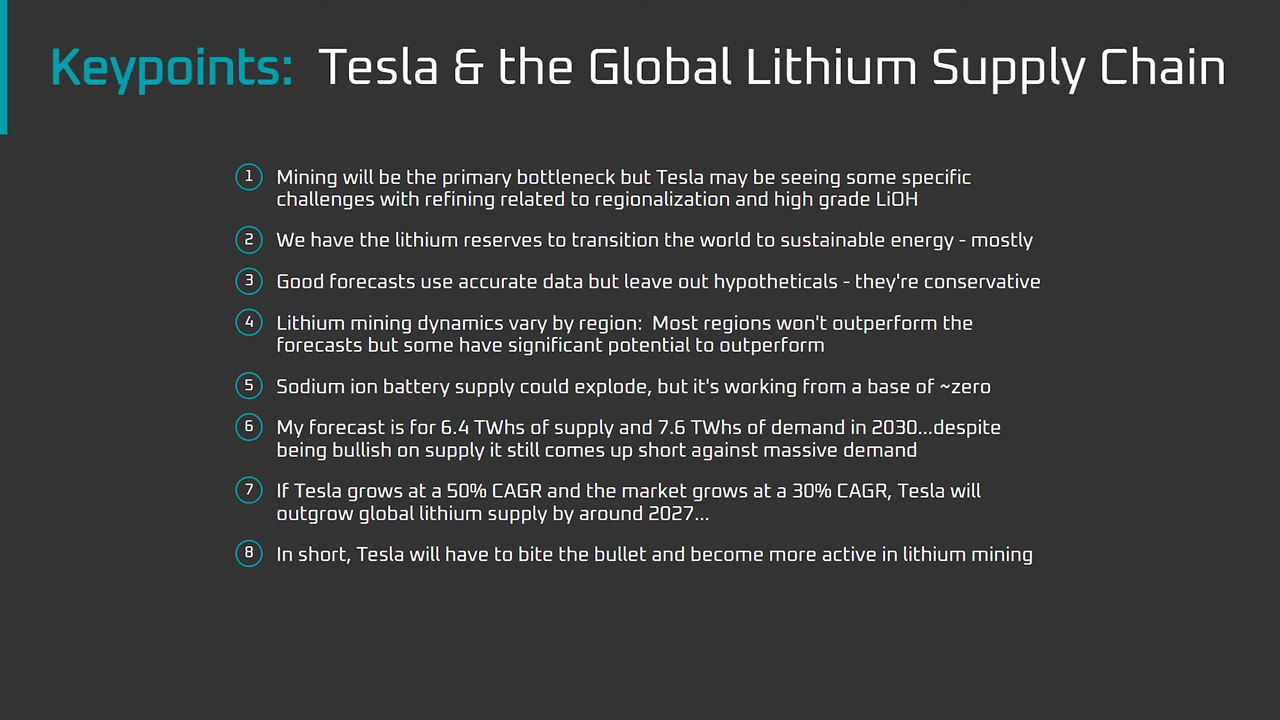 Keypoints: Tesla & the Global Lithium Supply Chain
1 Mining will be the primary bottleneck but Tesla may be seeing some specific
challenges with refining related to regionalization and high grade LiOH
2 We have the lithium reserves to transition the world to sustainable energy - mostly
3 Good forecasts use accurate data but leave out hypotheticals - they're conservative
4 Lithium mining dynamics vary by region: Most regions won't outperform the
forecasts but some have significant potential to outperform
5 Sodium ion battery supply could explode, but it's working from a base of ~zero
6 My forecast is for 6.4 TWhs of supply and 7.6 TWhs of demand in 2030...despite
being bullish on supply it still comes up short against massive demand
7 If Tesla grows at a 50% CAGR and the market grows at a 30% CAGR, Tesla will
outgrow global lithium supply by around 2027...
8 In short, Tesla will have to bite the bullet and become more active in lithium mining